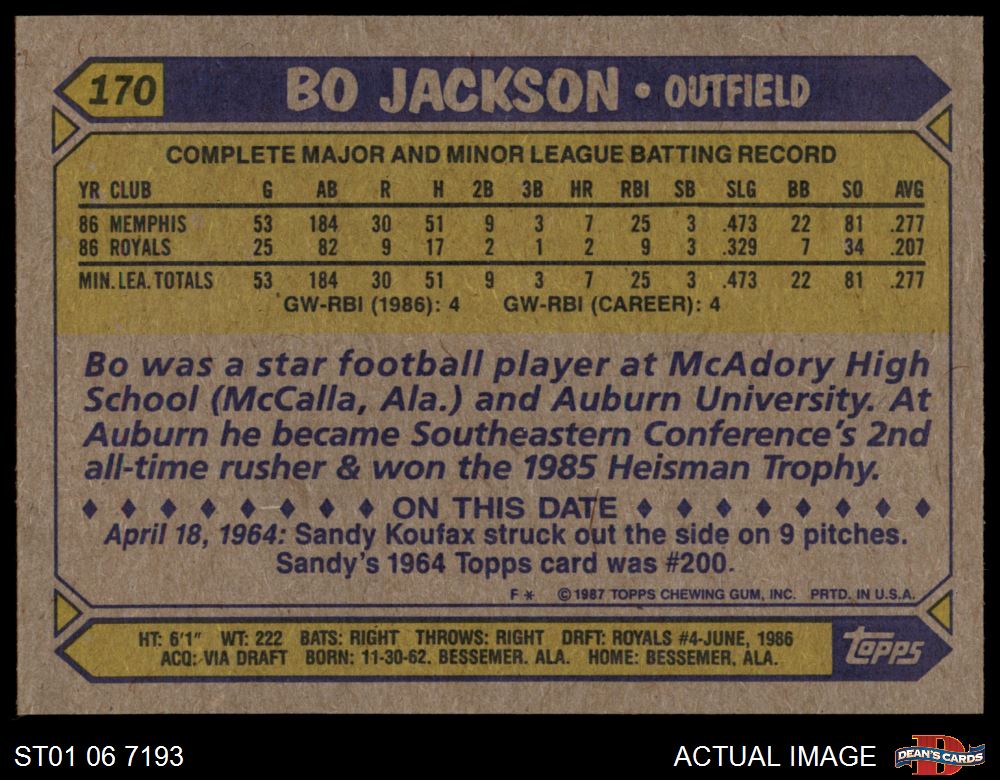 170 BO JACKSON • OUTFIELD
COMPLETE MAJOR AND MINOR LEAGUE BATTING RECORD
YR CLUB G AB R H 2B 3B HR RBI SB SLG BB SO AVG
86 MEMPHIS 53 184 30 51 9 3 7 25 3 .473 22 81 .277
86 ROYALS 25 82 9 17 2 1 2 9 3 .329 7 34 .207
MIN. LEA. TOTALS 53 184 30 51 9 3 7 25 3 .473 22 81 .277
GW-RBI (1986): 4 GW-RBI (CAREER): 4
Bo was a star football player at McAdory High
School (McCalla, Ala.) and Auburn University. At
Auburn he became Southeastern Conference's 2nd
all-time rusher & won the 1985 Heisman Trophy.
♦ ♦ ♦ ♦ ♦ ♦ ♦ ♦ ON THIS DATE ♦ ♦ ♦ ♦ ♦ ♦ ♦ ♦
April 18, 1964: Sandy Koufax struck out the side on 9 pitches.
Sandy's 1964 Topps card was #200.
F * © 1987 TOPPS CHEWING GUM, INC. PRTD. IN U.S.A.
HT: 6'1" WT: 222 BATS: RIGHT THROWS: RIGHT DRFT: ROYALS #4-JUNE, 1986
ACQ: VIA DRAFT BORN: 11-30-62, BESSEMER, ALA. HOME: BESSEMER, ALA.
Topps
ST01 06 7193 ACTUAL IMAGE
D
DEAN'S CARDS